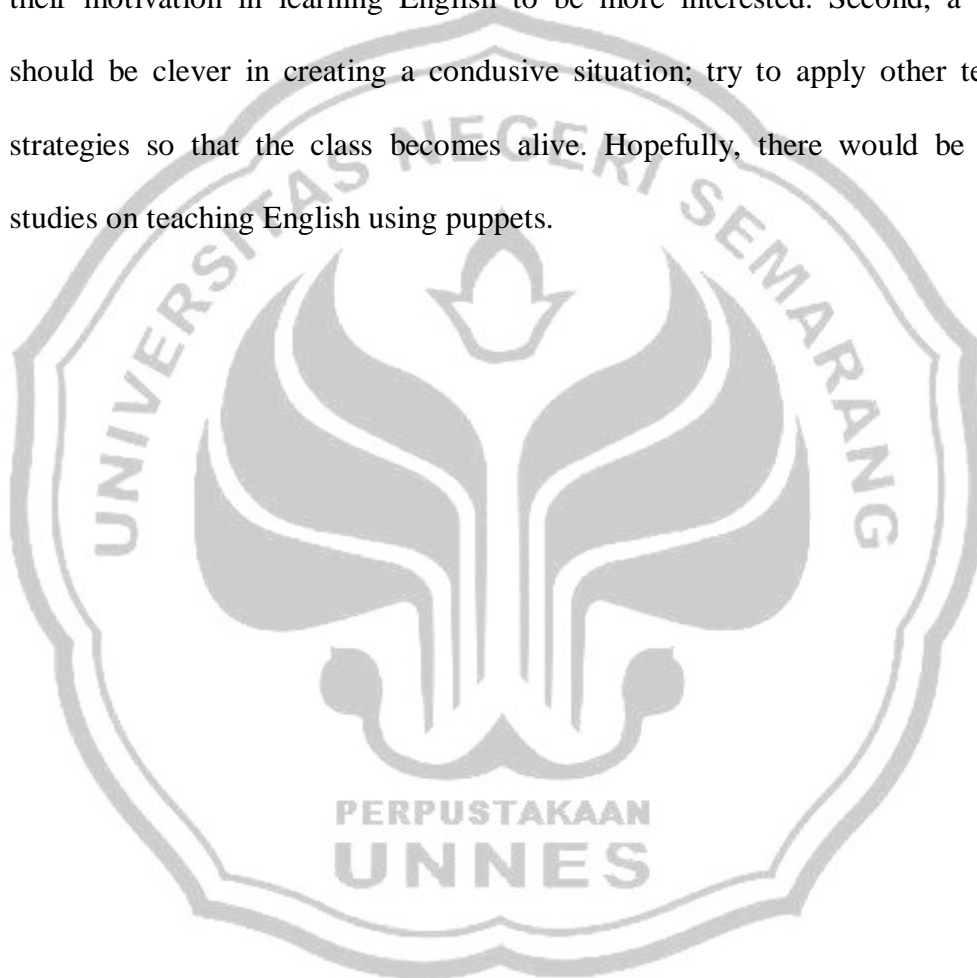 their motivation in learning English to be more interested. Second, a
should be clever in creating a condusive situation; try to apply other
strategies so that the class becomes alive. Hopefully, there would be
studies on teaching English using puppets.
UNIVERSITAS NEGERI SEMARANG
PERPUSTAKAAN
UNNES